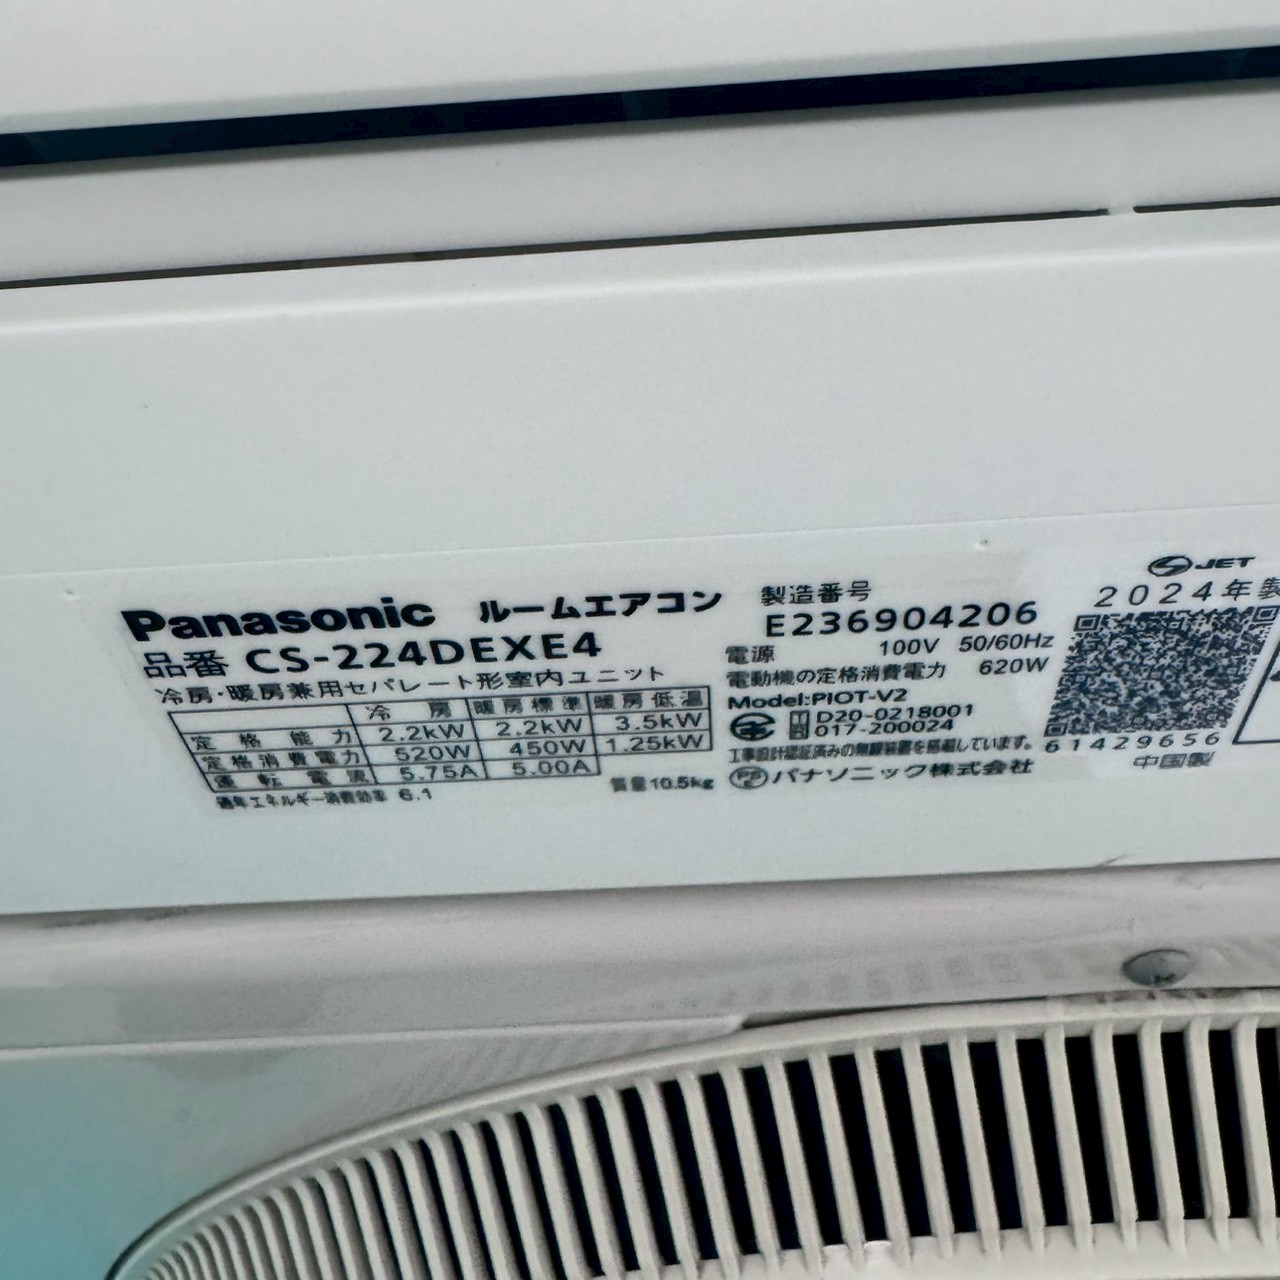 Panasonic ルームエアコン
品番 CS-224DEXE4
冷房・暖房兼用セパレート形室内ユニット
冷房 暖房標準 暖房低温
定格能力 2.2kW 2.2kW 3.5kW
定格消費電力 520W 450W 1.25kW
運転電流 5.75A 5.00A
通年エネルギー消費効率 6.1
質量10.5kg
製造番号
E236904206
電源 100V 50/60Hz
電動機の定格消費電力 620W
Model:PIOT-V2
D20-0218001
017-200024
工事設計認証済みの無線装置を搭載しています。
PS
E
パナソニック株式会社
JET
2024年製
61429656
中国製